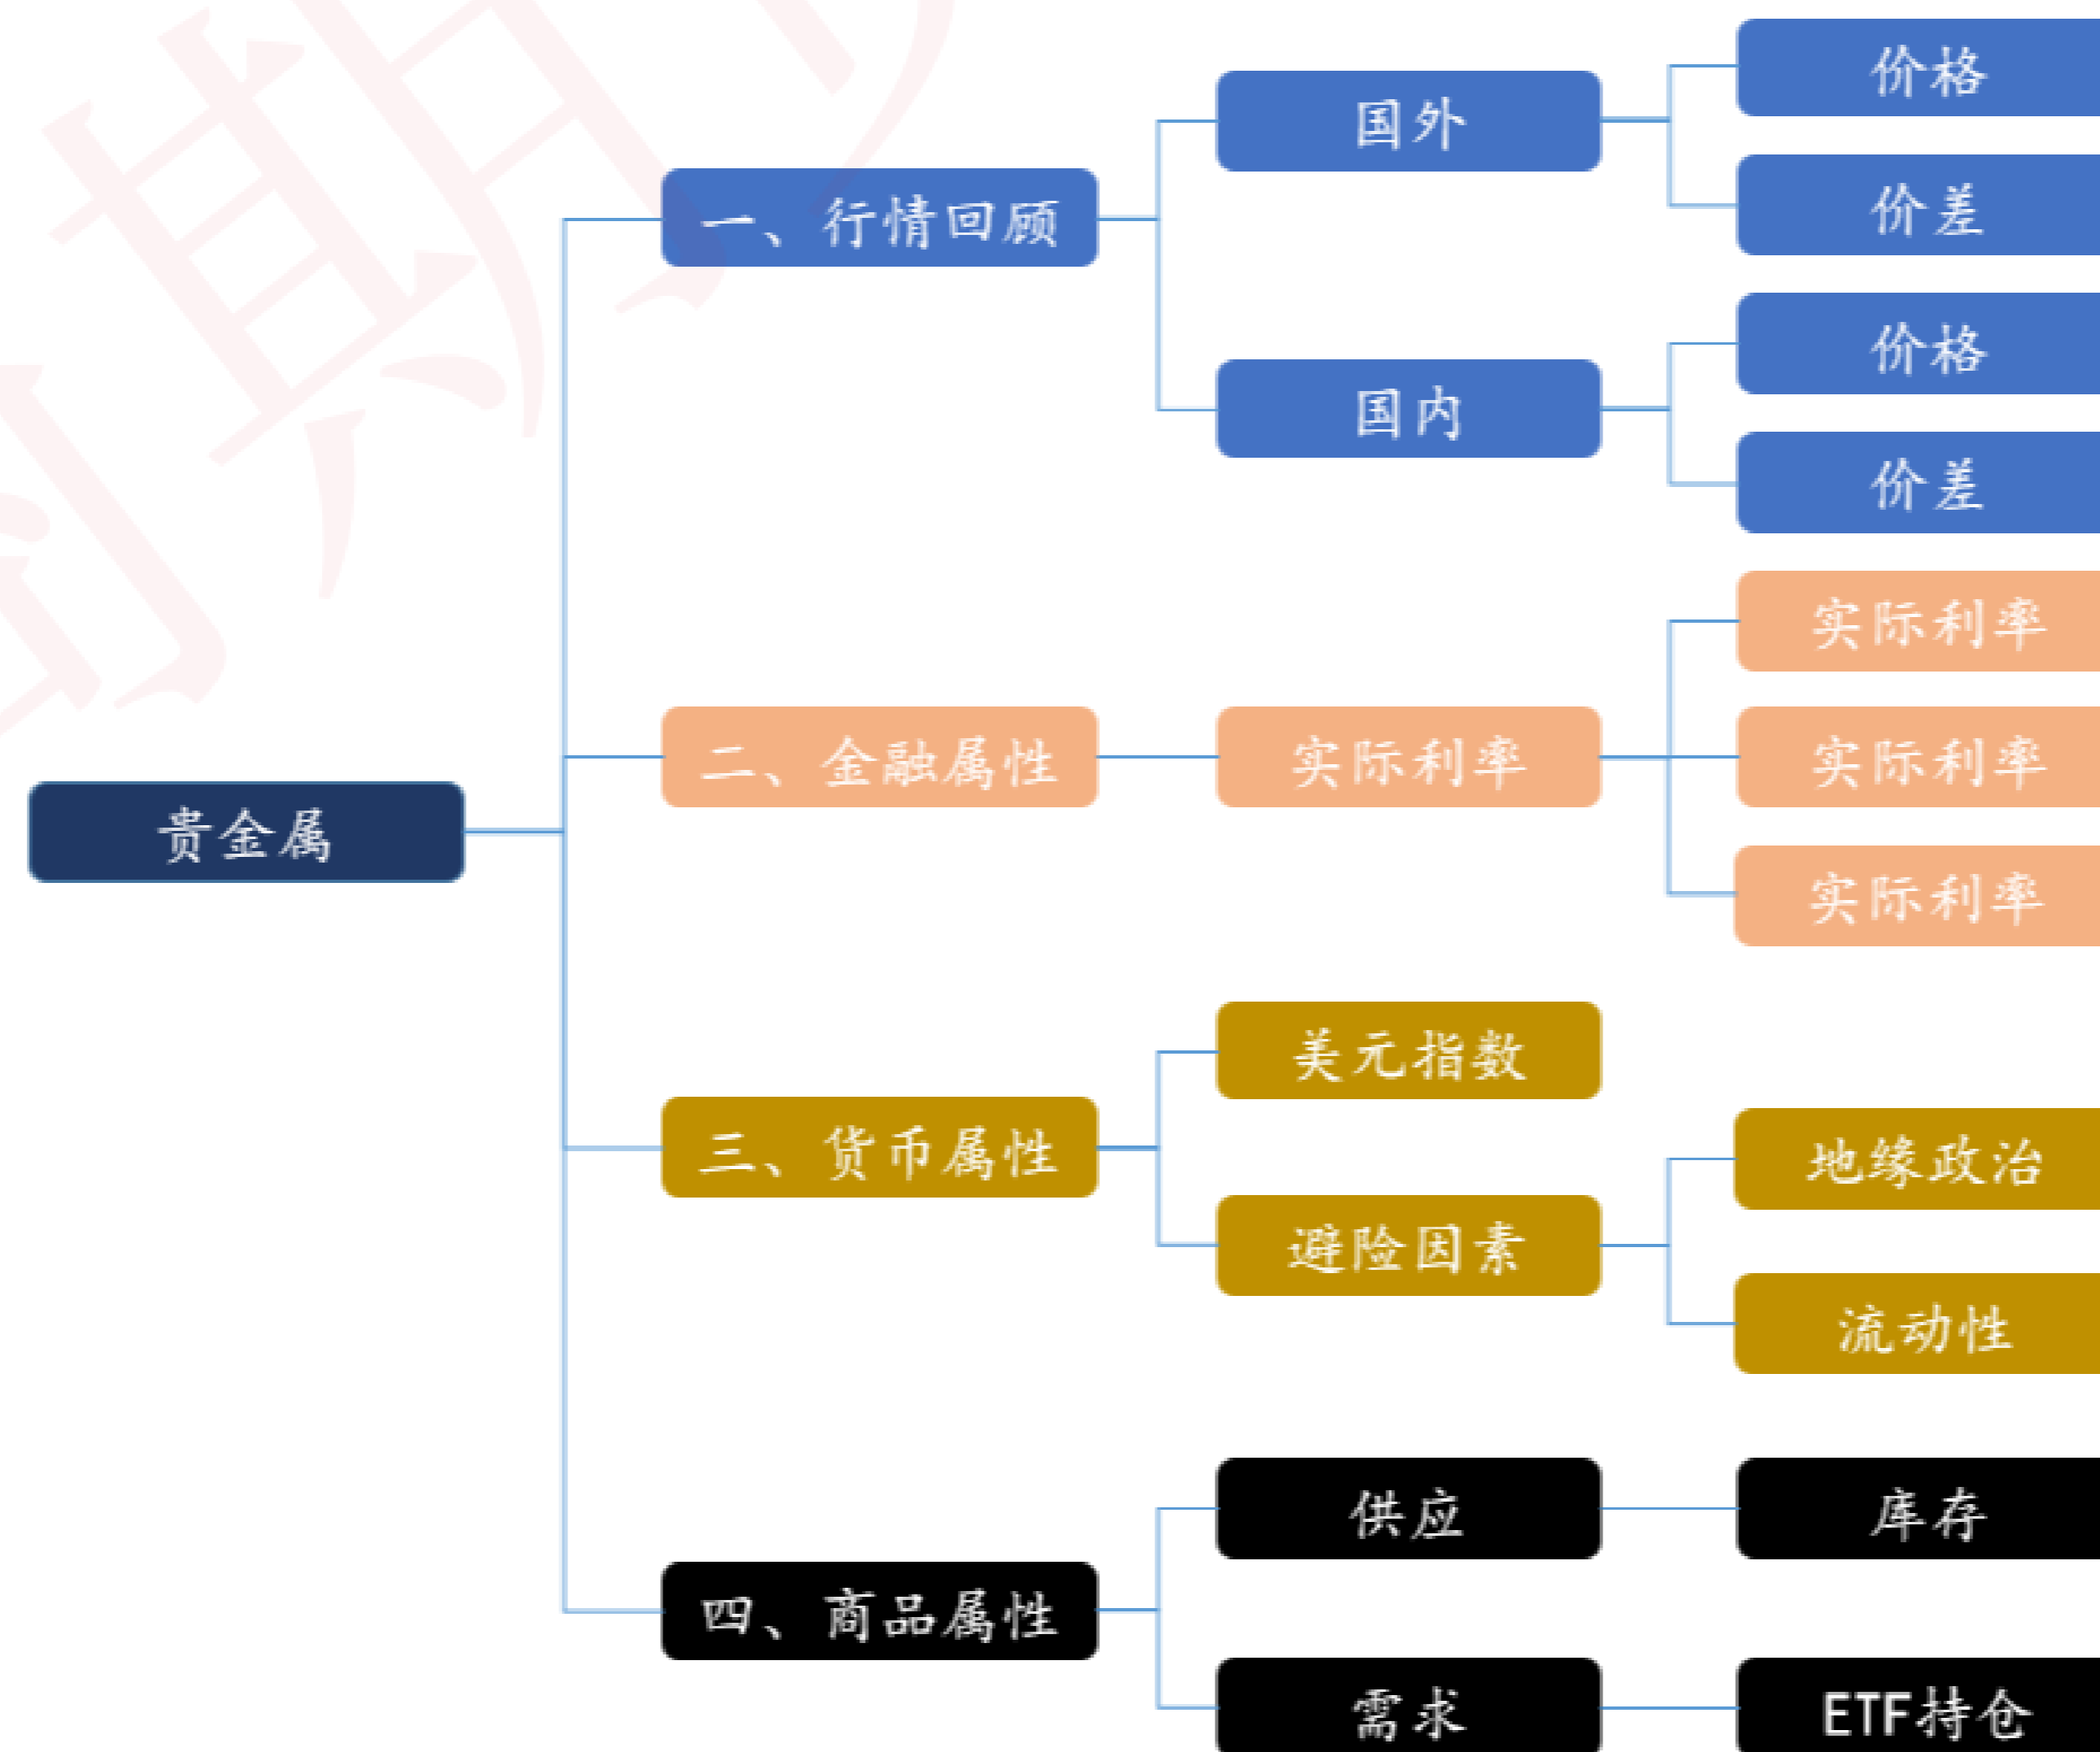 价格
国外
价差
一、行情回顾
价格
国内
价差
实际利率
二、金融属性
实际利率
实际利率
实际利率
贵金属
美元指数
三、货币属性
地缘政治
避险因素
流动性
供应
库存
四、商品属性
需求
ETF持仓
期